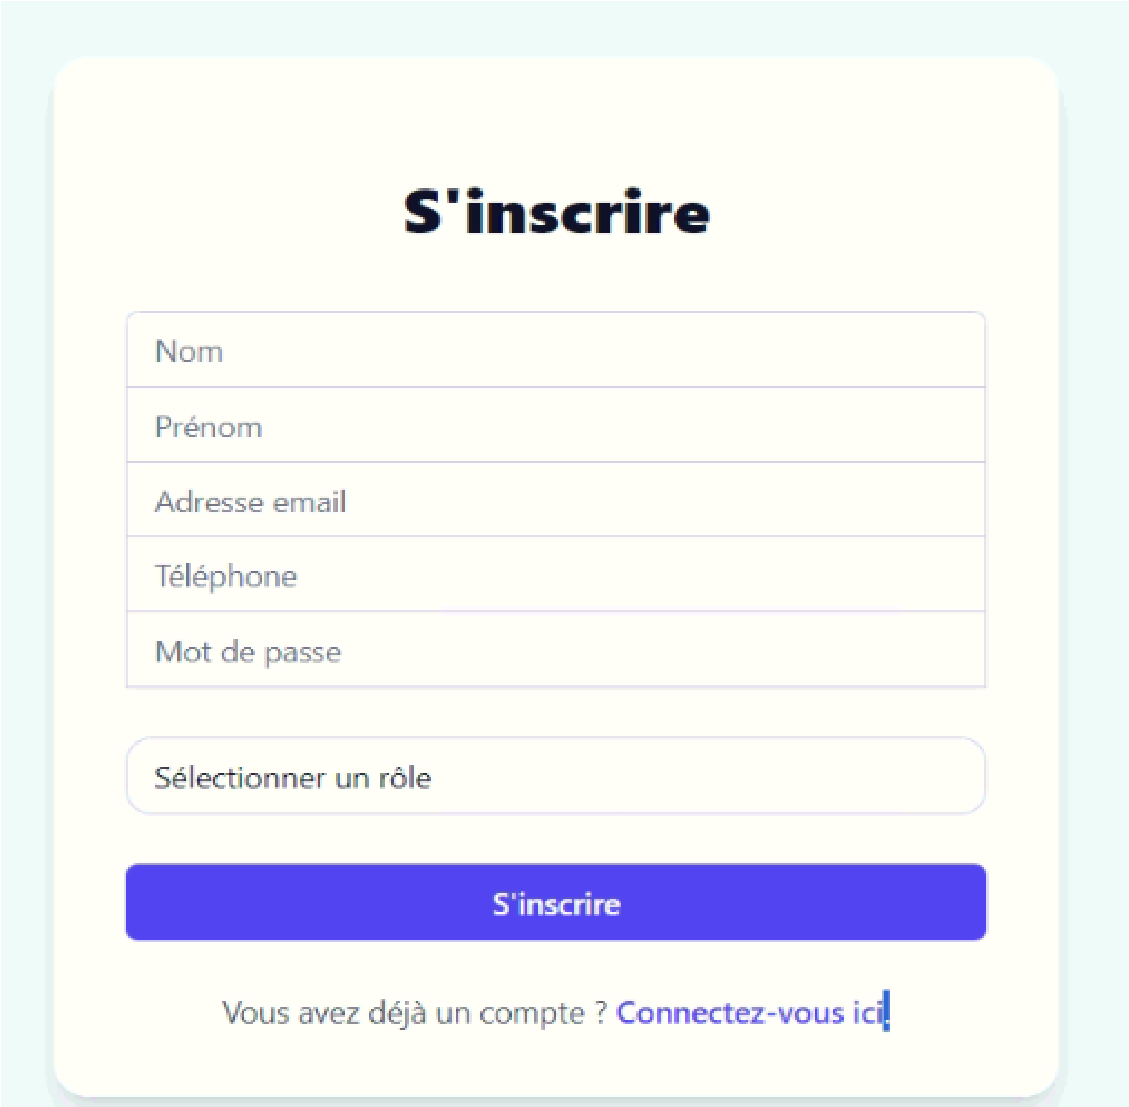 S'inscrire
Nom
Prénom
Adresse email
Téléphone
Mot de passe
Sélectionner un rôle
S'inscrire
Vous avez déjà un compte ? Connectez-vous ici.